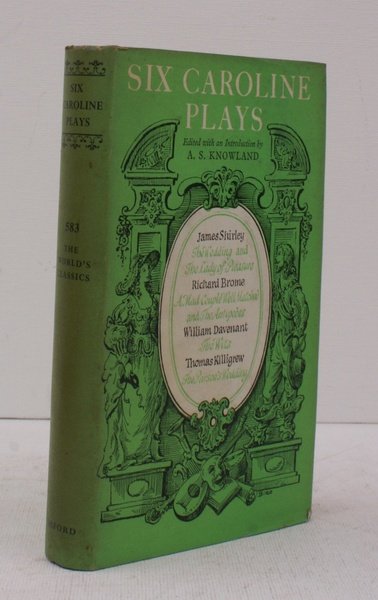 SIX
CAROLINE
PLAYS
583
THE
WORLD'S
CLASSICS
OXFORD
SIX CAROLINE
PLAYS
Edited with an Introduction by
A. S. KNOWLAND
James Shirley
The Wedding and
The Lady of Pleasure
Richard Brome
A Mad Couple Well Match'd
and The Antipodes
William Davenant
The Wits
Thomas Killigrew
The Parson's Wedding